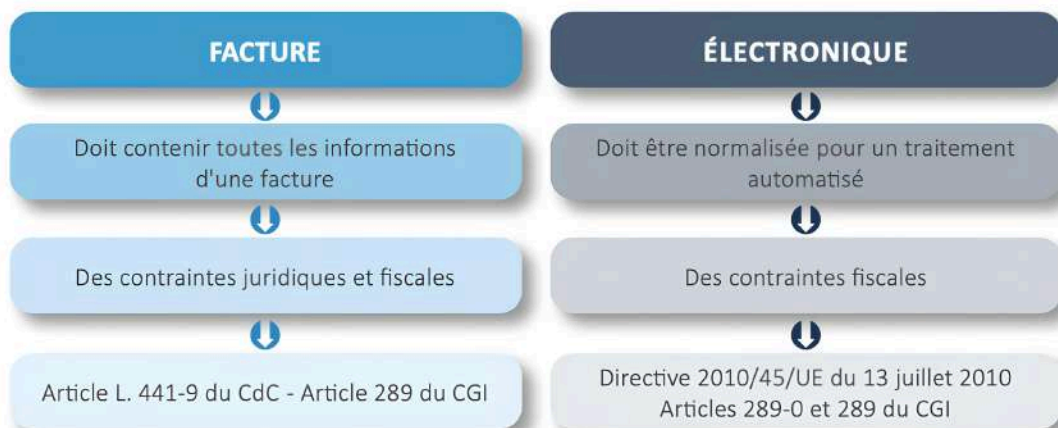 FACTURE
Doit contenir toutes les informations
d'une facture
Des contraintes juridiques et fiscales
Article L. 441-9 du CdC - Article 289 du CGI
ÉLECTRONIQUE
Doit être normalisée pour un traitement
automatisé
Des contraintes fiscales
Directive 2010/45/UE du 13 juillet 2010
Articles 289-0 et 289 du CGI